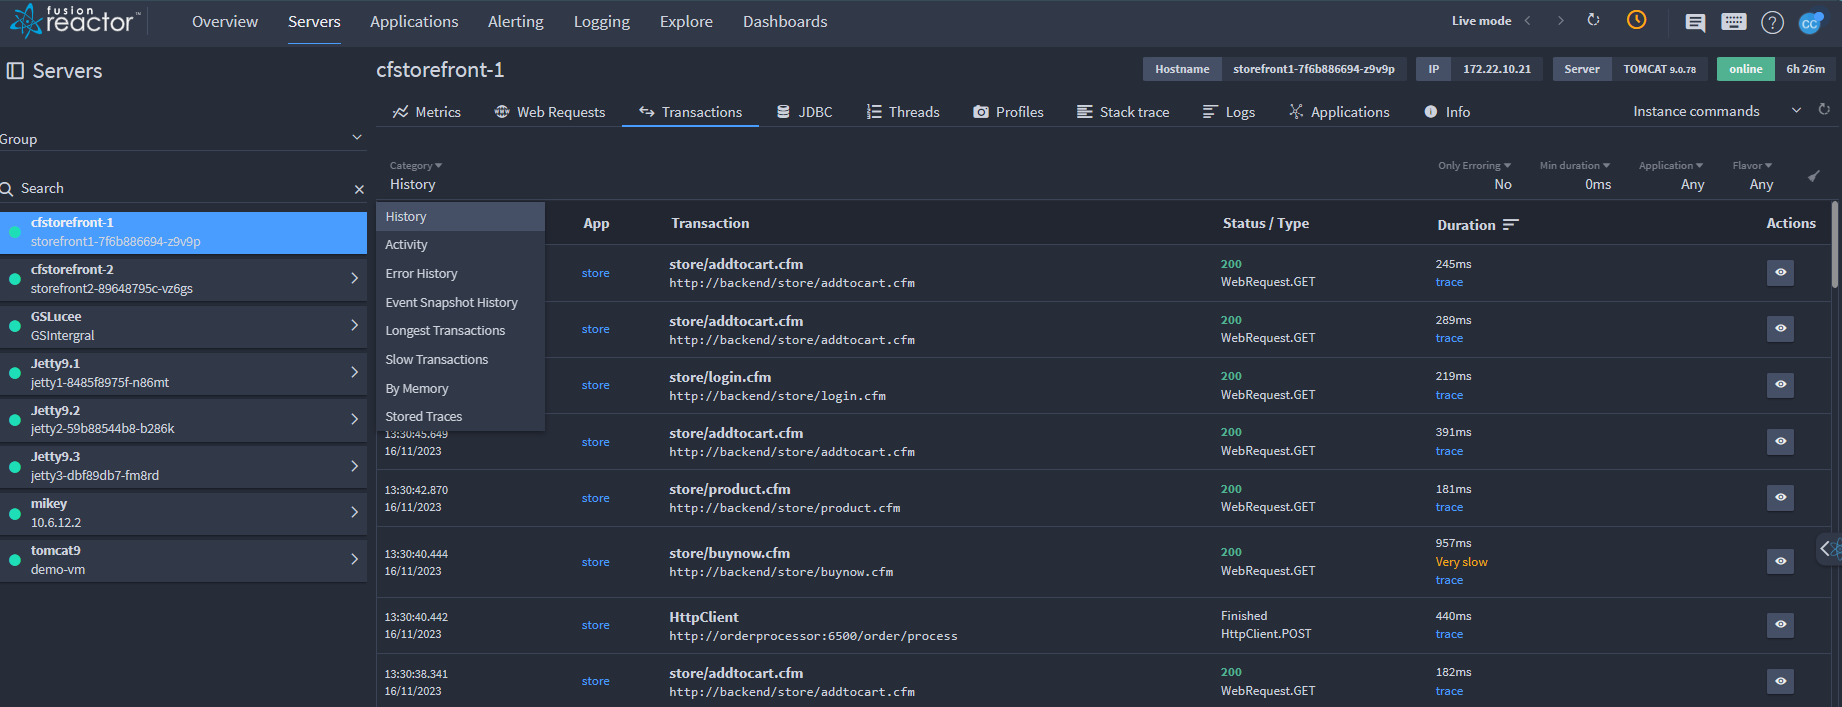 fusion reactor™
Overview Servers Applications Alerting Logging Explore Dashboards
Live mode
CC
Servers
cfstorefront-1
Hostname storefront1-7f6b886694-z9v9p IP 172.22.10.21 Server TOMCAT 9.0.78 online 6h 26m
Metrics Web Requests Transactions JDBC Threads Profiles Stack trace Logs Applications Info Instance commands
Group
Search
cfstorefront-1
storefront1-7f6b886694-z9v9p
cfstorefront-2
storefront2-89648795c-vz6gs
GSLucee
GSIntergral
Jetty9.1
jetty1-8485f8975f-n86mt
Jetty9.2
jetty2-59b88544b8-b286k
Jetty9.3
jetty3-dbf89db7-fm8rd
mikey
10.6.12.2
tomcat9
demo-vm
Category
History
Only Erroring Min duration Application Flavor
No 0ms Any Any
History
Activity
Error History
Event Snapshot History
Longest Transactions
Slow Transactions
By Memory
Stored Traces
App Transaction Status / Type Duration Actions
store
store/addtocart.cfm
http://backend/store/addtocart.cfm
200
WebRequest.GET
245ms
trace
store
store/addtocart.cfm
http://backend/store/addtocart.cfm
200
WebRequest.GET
289ms
trace
store
store/login.cfm
http://backend/store/login.cfm
200
WebRequest.GET
219ms
trace
13:30:45.649
16/11/2023
store
store/addtocart.cfm
http://backend/store/addtocart.cfm
200
WebRequest.GET
391ms
trace
13:30:42.870
16/11/2023
store
store/product.cfm
http://backend/store/product.cfm
200
WebRequest.GET
181ms
trace
13:30:40.444
16/11/2023
store
store/buynow.cfm
http://backend/store/buynow.cfm
200
WebRequest.GET
957ms
Very slow
trace
13:30:40.442
16/11/2023
store
HttpClient
http://orderprocessor:6500/order/process
Finished
HttpClient.POST
440ms
trace
13:30:38.341
16/11/2023
store
store/addtocart.cfm
http://backend/store/addtocart.cfm
200
WebRequest.GET
182ms
trace